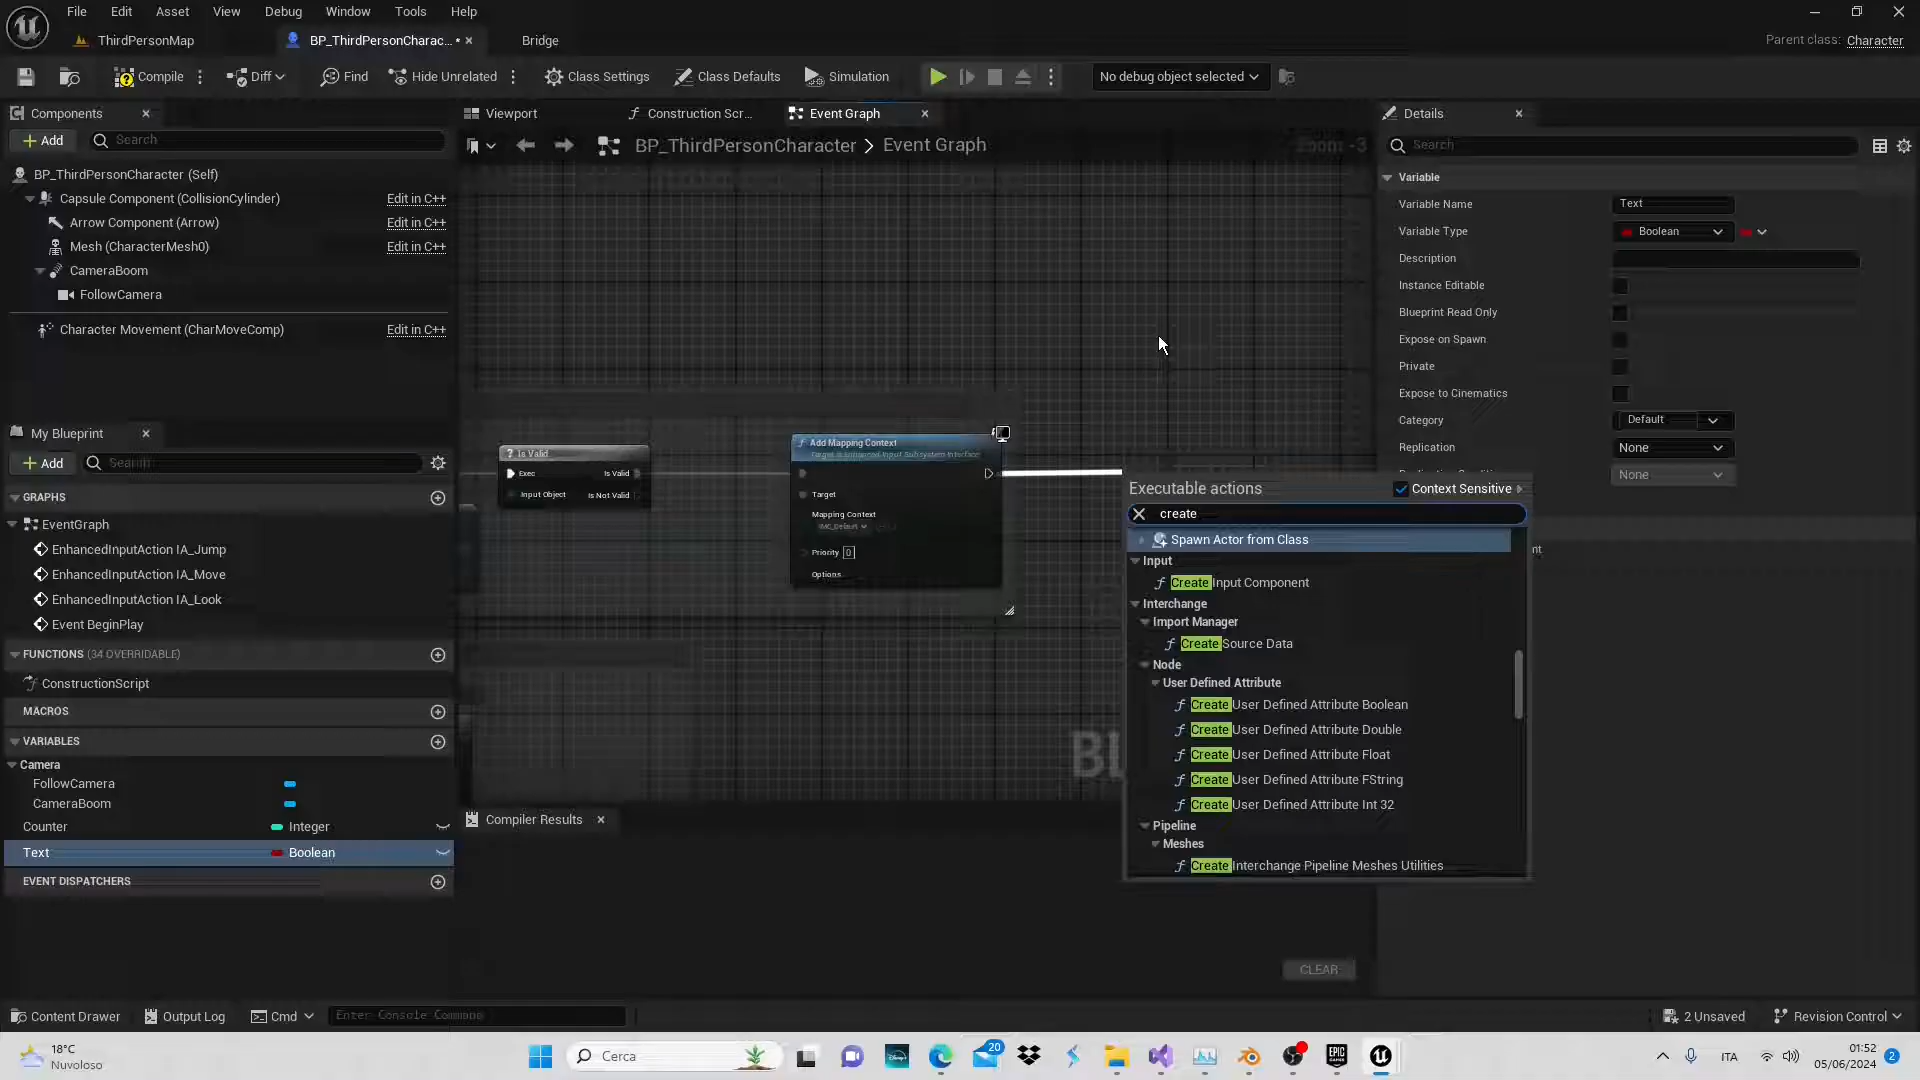 File Edit Asset View Debug Window Tools Help
ThirdPersonMap
BP_ThirdPersonCharac... •
Bridge
Parent class: Character
Compile
Diff
Find
Hide Unrelated
Class Settings
Class Defaults
Simulation
No debug object selected
Components
Add
Search
BP_ThirdPersonCharacter (Self)
Capsule Component (CollisionCylinder) Edit in C++
Arrow Component (Arrow) Edit in C++
Mesh (CharacterMesh0) Edit in C++
CameraBoom
FollowCamera
Character Movement (CharMoveComp) Edit in C++
My Blueprint
Add
Search
GRAPHS
EventGraph
EnhancedInputAction IA_Jump
EnhancedInputAction IA_Move
EnhancedInputAction IA_Look
Event BeginPlay
FUNCTIONS (34 OVERRIDABLE)
ConstructionScript
MACROS
VARIABLES
Camera
FollowCamera
CameraBoom
Counter Integer
Text Boolean
EVENT DISPATCHERS
Viewport
Construction Scr...
Event Graph
BP_ThirdPersonCharacter > Event Graph
Zoom -3
Is Valid
Exec Is Valid
Input Object Is Not Valid
Add Mapping Context
Target is Enhanced Input Subsystem Interface
Target
Mapping Context
IMC_Default
Priority 0
Options
BL
Executable actions
Context Sensitive
create
Spawn Actor from Class
Input
Create Input Component
Interchange
Import Manager
Create Source Data
Node
User Defined Attribute
Create User Defined Attribute Boolean
Create User Defined Attribute Double
Create User Defined Attribute Float
Create User Defined Attribute FString
Create User Defined Attribute Int 32
Pipeline
Meshes
Create Interchange Pipeline Meshes Utilities
Compiler Results
CLEAR
Details
Search
Variable
Variable Name Text
Variable Type Boolean
Description
Instance Editable
Blueprint Read Only
Expose on Spawn
Private
Expose to Cinematics
Category Default
Replication None
None
nt
Content Drawer
Output Log
Cmd
Enter Console Command
2 Unsaved
Revision Control
18°C
Nuvoloso
Cerca
20
EPIC
ITA
01:52
05/06/2024
2